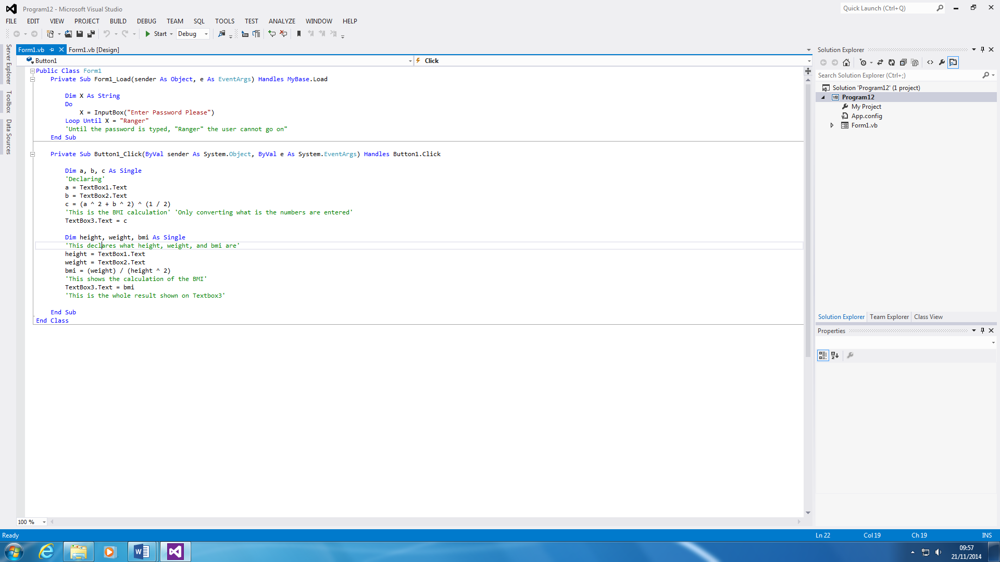 Program12 - Microsoft Visual Studio
Quick Launch (Ctrl+Q)
FILE EDIT VIEW PROJECT BUILD DEBUG TEAM SQL TOOLS TEST ANALYZE WINDOW HELP
Start Debug
Server Explorer
Toolbox
Data Sources
Form1.vb Form1.vb [Design]
Button1 Click
Public Class Form1
Private Sub Form1_Load(sender As Object, e As EventArgs) Handles MyBase.Load
Dim X As String
Do
X = InputBox("Enter Password Please")
Loop Until X = "Ranger"
'Until the password is typed, "Ranger" the user cannot go on"
End Sub
Private Sub Button1_Click(ByVal sender As System.Object, ByVal e As System.EventArgs) Handles Button1.Click
Dim a, b, c As Single
'Declaring'
a = TextBox1.Text
b = TextBox2.Text
c = (a ^ 2 + b ^ 2) ^ (1 / 2)
'This is the BMI calculation' 'Only converting what is the numbers are entered'
TextBox3.Text = c
Dim height, weight, bmi As Single
'This declares what height, weight, and bmi are'
height = TextBox1.Text
weight = TextBox2.Text
bmi = (weight) / (height ^ 2)
'This shows the calculation of the BMI'
TextBox3.Text = bmi
'This is the whole result shown on Textbox3'
End Sub
End Class
100 %
Solution Explorer
Search Solution Explorer (Ctrl+;)
Solution 'Program12' (1 project)
VB Program12
My Project
App.config
Form1.vb
Solution Explorer Team Explorer Class View
Properties
Ready Ln 22 Col 19 Ch 19 INS
09:57
21/11/2014